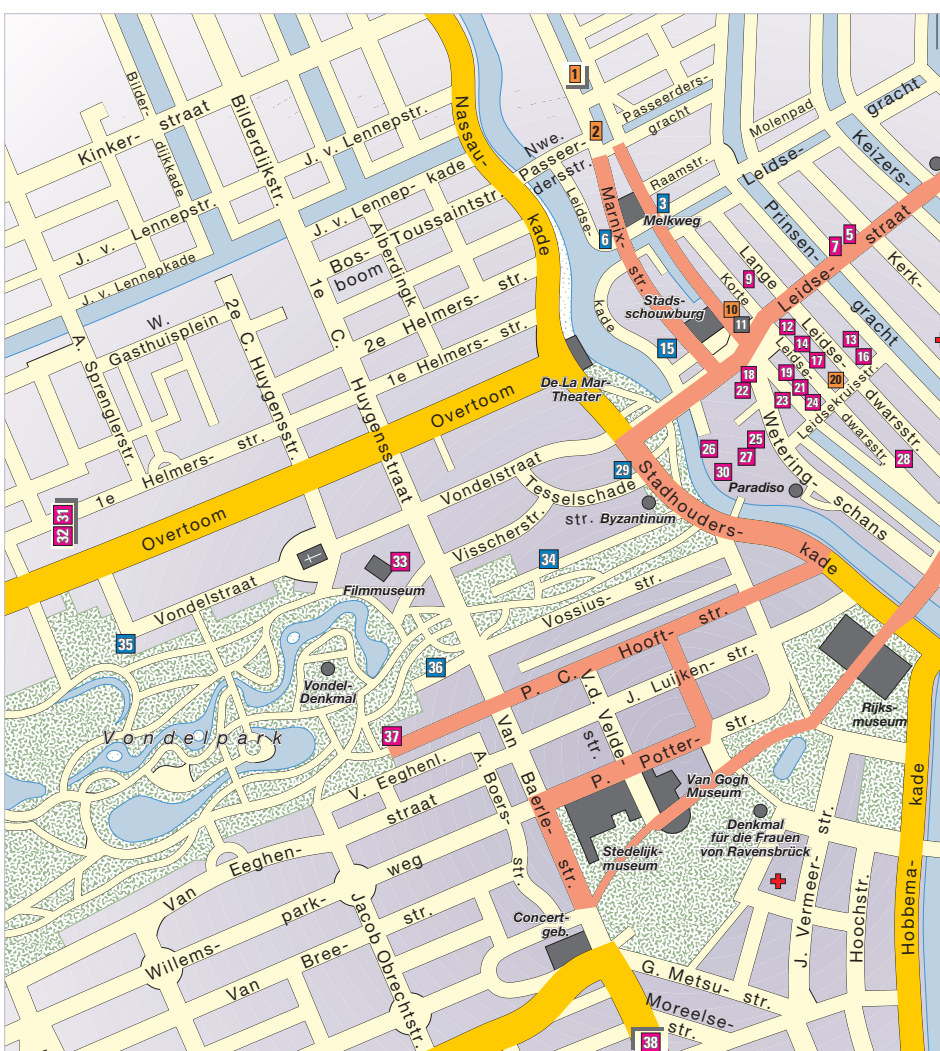 1
2
Bilder-
dijkkade
Kinker- straat
Bilderdijkstr.
J. v. Lennepstr.
J. v. Lennep- kade
J. v. Lennepstr.
J. v. Lennepkade
Nassau-
kade
Nwe.
Passeer-
dersstr.
Passeerders-
gracht
Molenpad
Leidse-
gracht
Keizers-
Raamstr.
3
Melkweg
Marnix-
str.
Leidse-
kade
6
Prinsen-
gracht
5
7
Leidse-
straat
Kerk-
Lange
9
Korte
10
11
Stads-
schouwburg
15
12
13
14
16
17
18
19
20
21
22
23
24
Leidse-
dwarsstr.
Leidse-
dwarsstr.
Leidsekruisstr.
25
26
27
28
30
Wetering-
schans
Paradiso
Bos-
boom
Toussaintstr.
Alberdingk
W.
Gasthuisplein
2e
C. Huygensstr.
1e
C.
Huygensstraat
2e Helmers- str.
1e Helmers- str.
A. Sprenglerstr.
1e Helmers- str.
De La Mar-
Theater
Overtoom
Overtoom
31
32
Vondelstraat
29
Tesselschade
str.
Byzantinum
Visscherstr.
Stadhouders-
kade
33
Filmmuseum
34
Vondelstraat
Vossius- str.
35
36
Vondel-
Denkmal
Vondelpark
37
P. C. Hooft- str.
J. Luijken- str.
V. d. Velde-
str.
P. Potter- str.
Van
Baerle-
str.
Rijks-
museum
V. Eeghenl.
straat
A. Boers-
str.
Van Gogh
Museum
Denkmal
für die Frauen
von Ravensbrück
Stedelijk-
museum
Van Eeghen-
Willems- park- weg
Van Bree- str.
Jacob Obrechtstr.
Concert-
geb.
J. Vermeer- str.
Hoochstr.
Hobbema-
kade
G. Metsu- str.
Moreelse-
str.
38